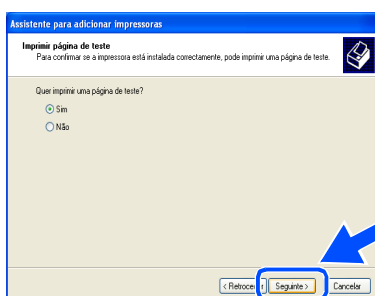 Assistente para adicionar impressoras
Imprimir página de teste
Para confirmar se a impressora está instalada correctamente, pode imprimir uma página de teste.
Quer imprimir uma página de teste?
Sim
Não
< Retroceder Seguinte > Cancelar